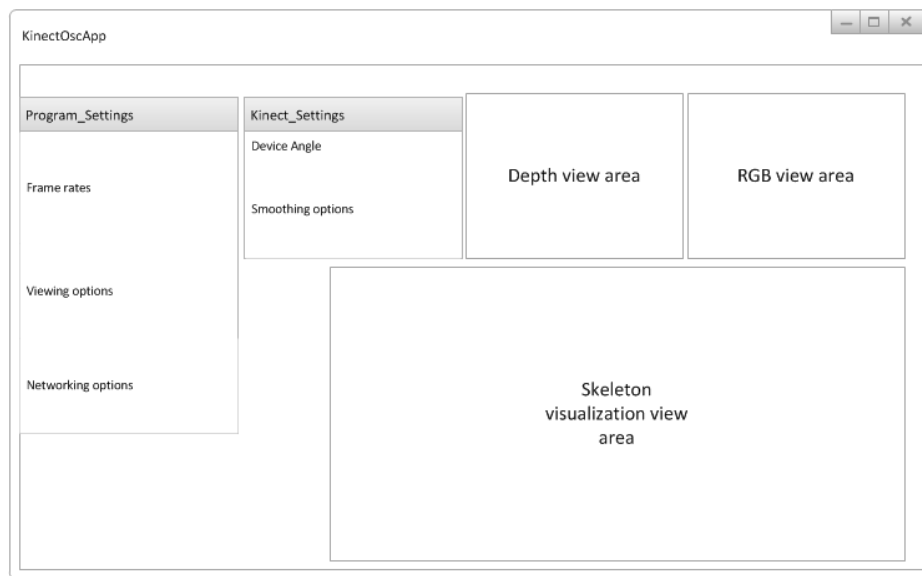 KinectOscApp
Program_Settings
Frame rates
Viewing options
Networking options
Kinect_Settings
Device Angle
Smoothing options
Depth view area
RGB view area
Skeleton
visualization view
area